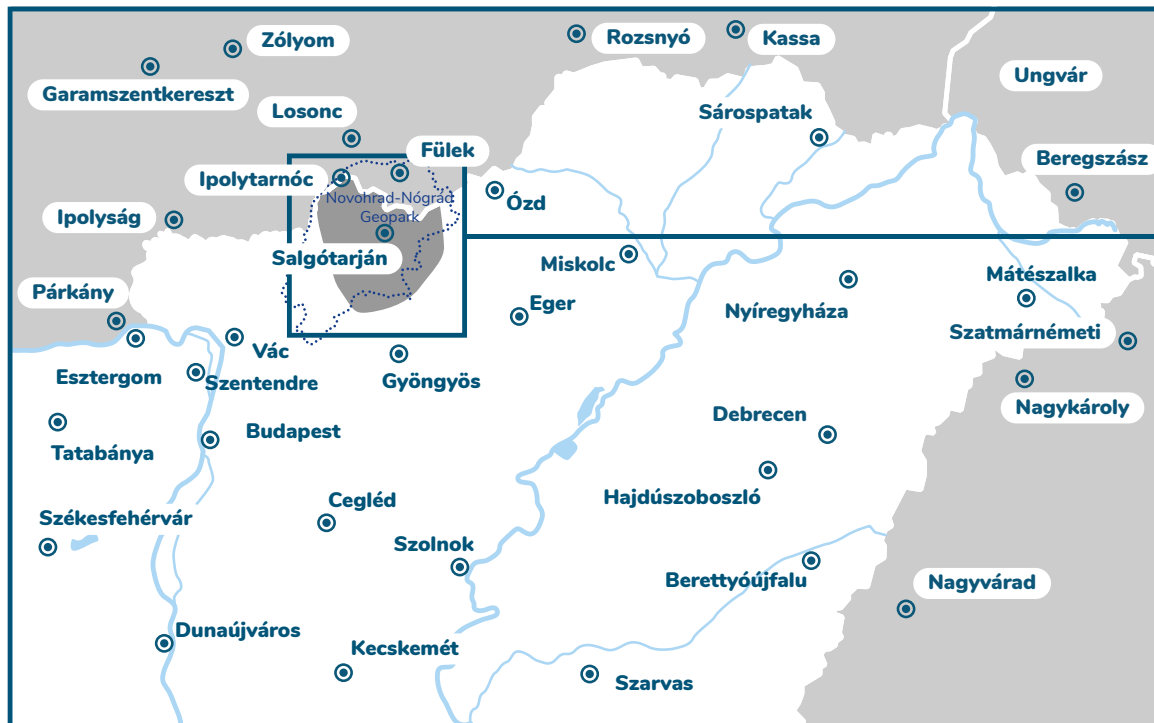 Zólyom
Rozsnyó
Kassa
Garamszentkereszt
Ungvár
Losonc
Sárospatak
Fülek
Beregszász
Ipolytarnóc
Novohrad-Nógrád
Geopark
Ózd
Ipolyság
Salgótarján
Miskolc
Mátészalka
Párkány
Eger
Nyíregyháza
Szatmárnémeti
Vác
Esztergom
Szentendre
Gyöngyös
Nagykároly
Debrecen
Budapest
Tatabánya
Hajdúszoboszló
Cegléd
Székesfehérvár
Szolnok
Berettyóújfalu
Nagyvárad
Dunaújváros
Kecskemét
Szarvas